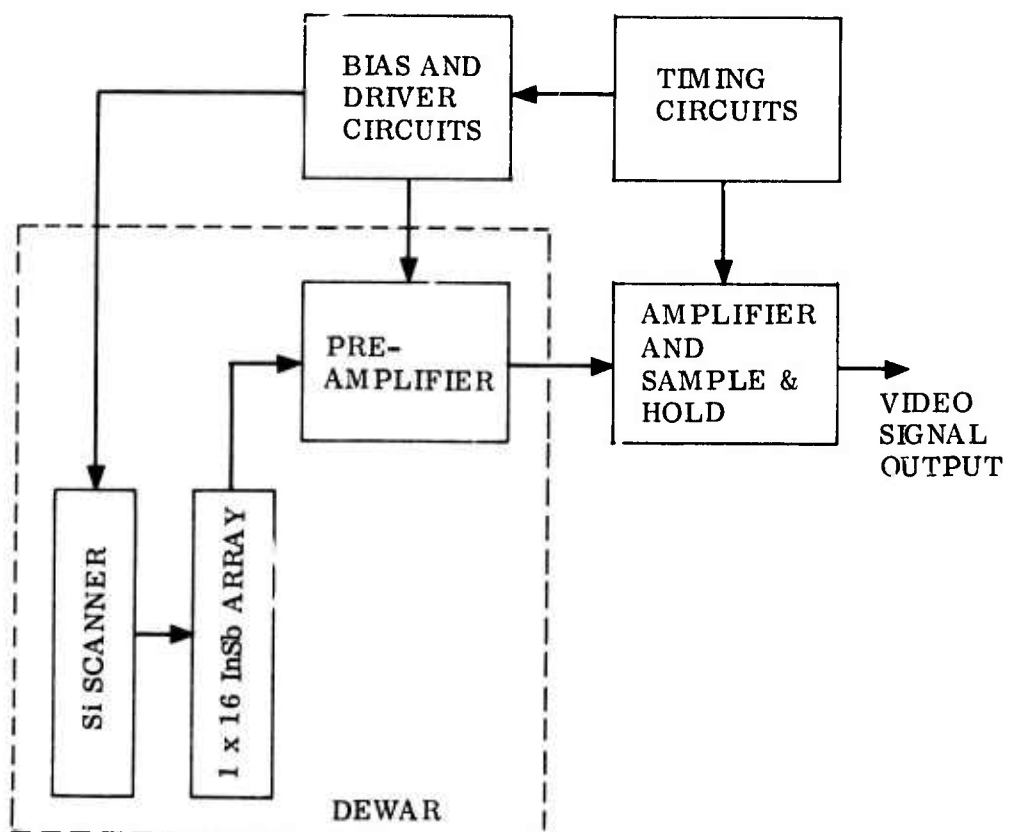 BIAS AND
DRIVER
CIRCUITS
TIMING
CIRCUITS
PRE-
AMPLIFIER
AMPLIFIER
AND
SAMPLE &
HOLD
VIDEO
SIGNAL
OUTPUT
Si SCANNER
1 x 16 InSb ARRAY
DEWAR